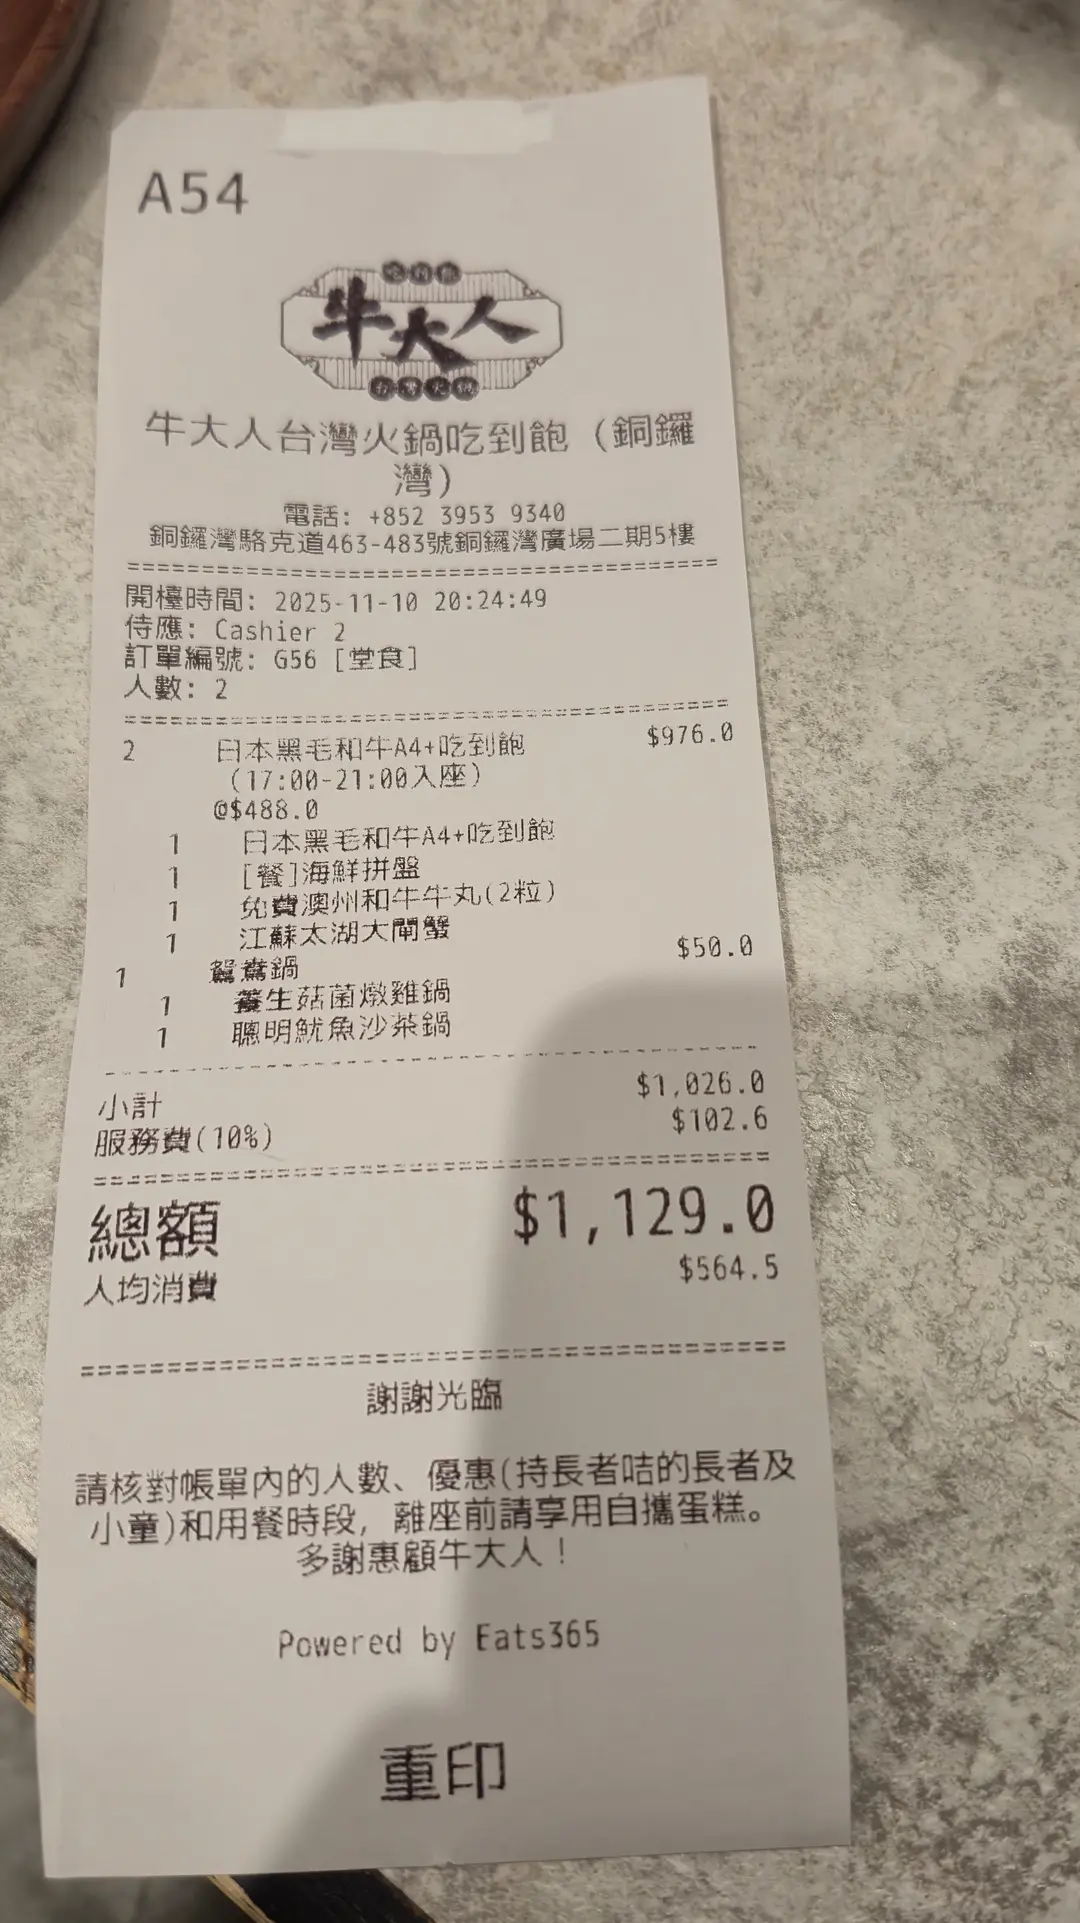 A54
吃到飽
牛大人
台灣火鍋
牛大人台灣火鍋吃到飽（銅鑼
灣）
電話: +852 3953 9340
銅鑼灣駱克道463-483號銅鑼灣廣場二期5樓
=======================================
開檯時間: 2025-11-10 20:24:49
侍應: Cashier 2
訂單編號: G56 [堂食]
人數: 2
=======================================
2 日本黑毛和牛A4+吃到飽 $976.0
(17:00-21:00入座)
@$488.0
1 日本黑毛和牛A4+吃到飽
1 [餐]海鮮拼盤
1 免費澳州和牛牛丸(2粒)
1 江蘇太湖大閘蟹
1 鴛鴦鍋 $50.0
1 養生菇菌燉雞鍋
1 聰明魷魚沙茶鍋
---------------------------------------
小計 $1,026.0
服務費(10%) $102.6
=======================================
總額 $1,129.0
人均消費 $564.5
=======================================
謝謝光臨
請核對帳單內的人數、優惠(持長者咭的長者及
小童)和用餐時段，離座前請享用自攜蛋糕。
多謝惠顧牛大人！
Powered by Eats365
重印